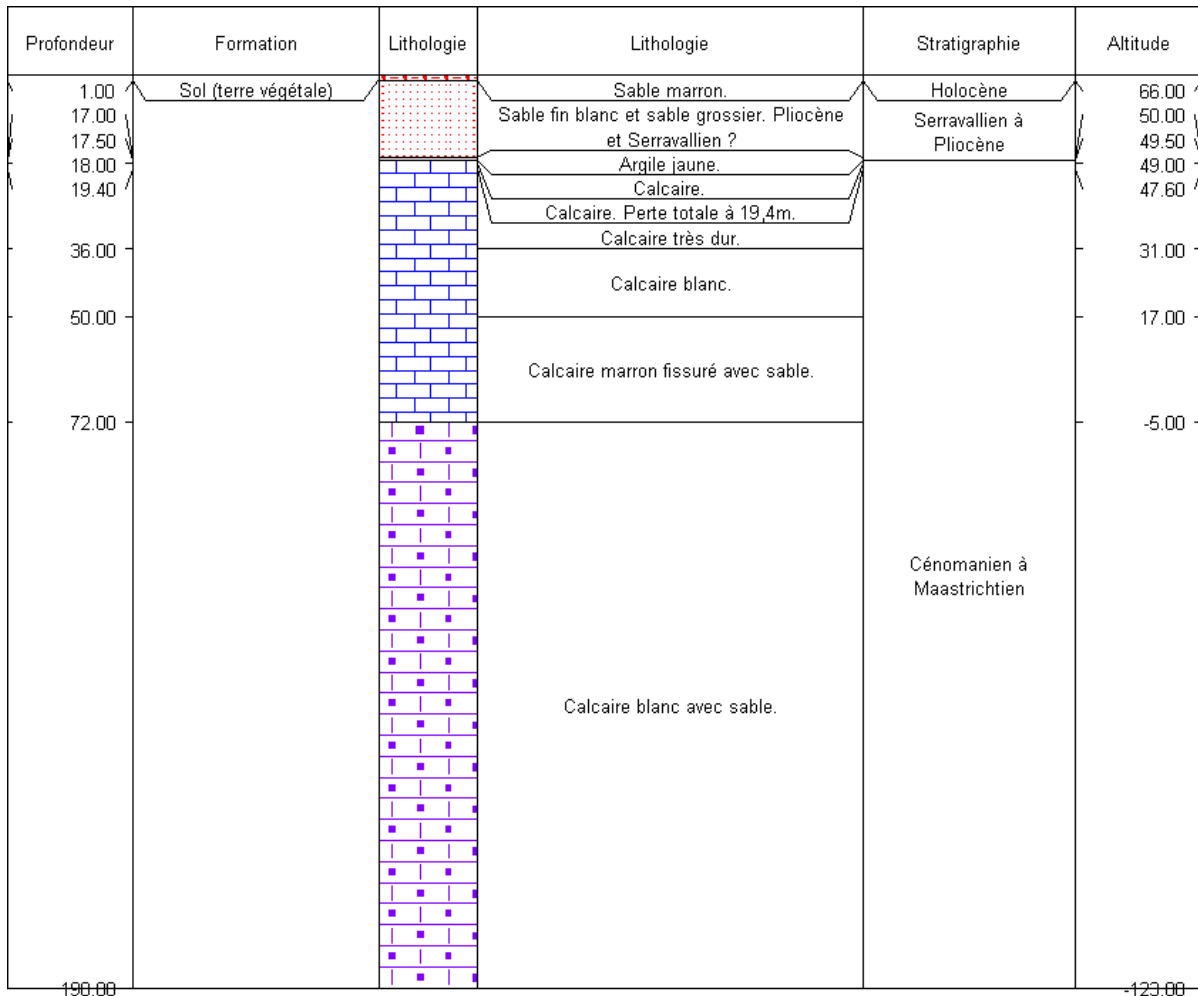 Profondeur Formation Lithologie Lithologie Stratigraphie Altitude
1.00 Sol (terre végétale) Sable marron. Holocène 66.00
17.00 Sable fin blanc et sable grossier. Pliocène Serravallien à 50.00
17.50 et Serravallien ? Pliocène 49.50
18.00 Argile jaune. 49.00
19.40 Calcaire. 47.60
Calcaire. Perte totale à 19,4m.
Calcaire très dur.
36.00 31.00
Calcaire blanc.
50.00 17.00
Calcaire marron fissuré avec sable.
72.00 -5.00
Cénomanien à
Maastrichtien
Calcaire blanc avec sable.
190.00 -123.00